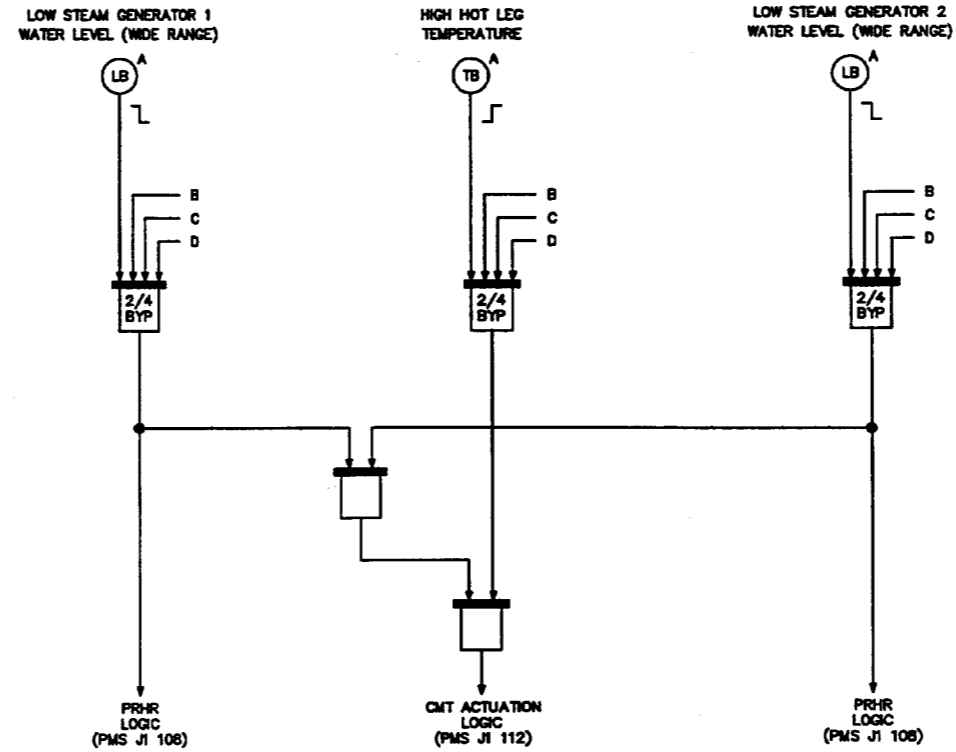 LOW STEAM GENERATOR 1
WATER LEVEL (WIDE RANGE)
HIGH HOT LEG
TEMPERATURE
LOW STEAM GENERATOR 2
WATER LEVEL (WIDE RANGE)
LB A
TB A
LB A
B
C
D
B
C
D
B
C
D
2/4
BYP
2/4
BYP
2/4
BYP
PRHR
LOGIC
(PMS J1 108)
CMT ACTUATION
LOGIC
(PMS J1 112)
PRHR
LOGIC
(PMS J1 108)